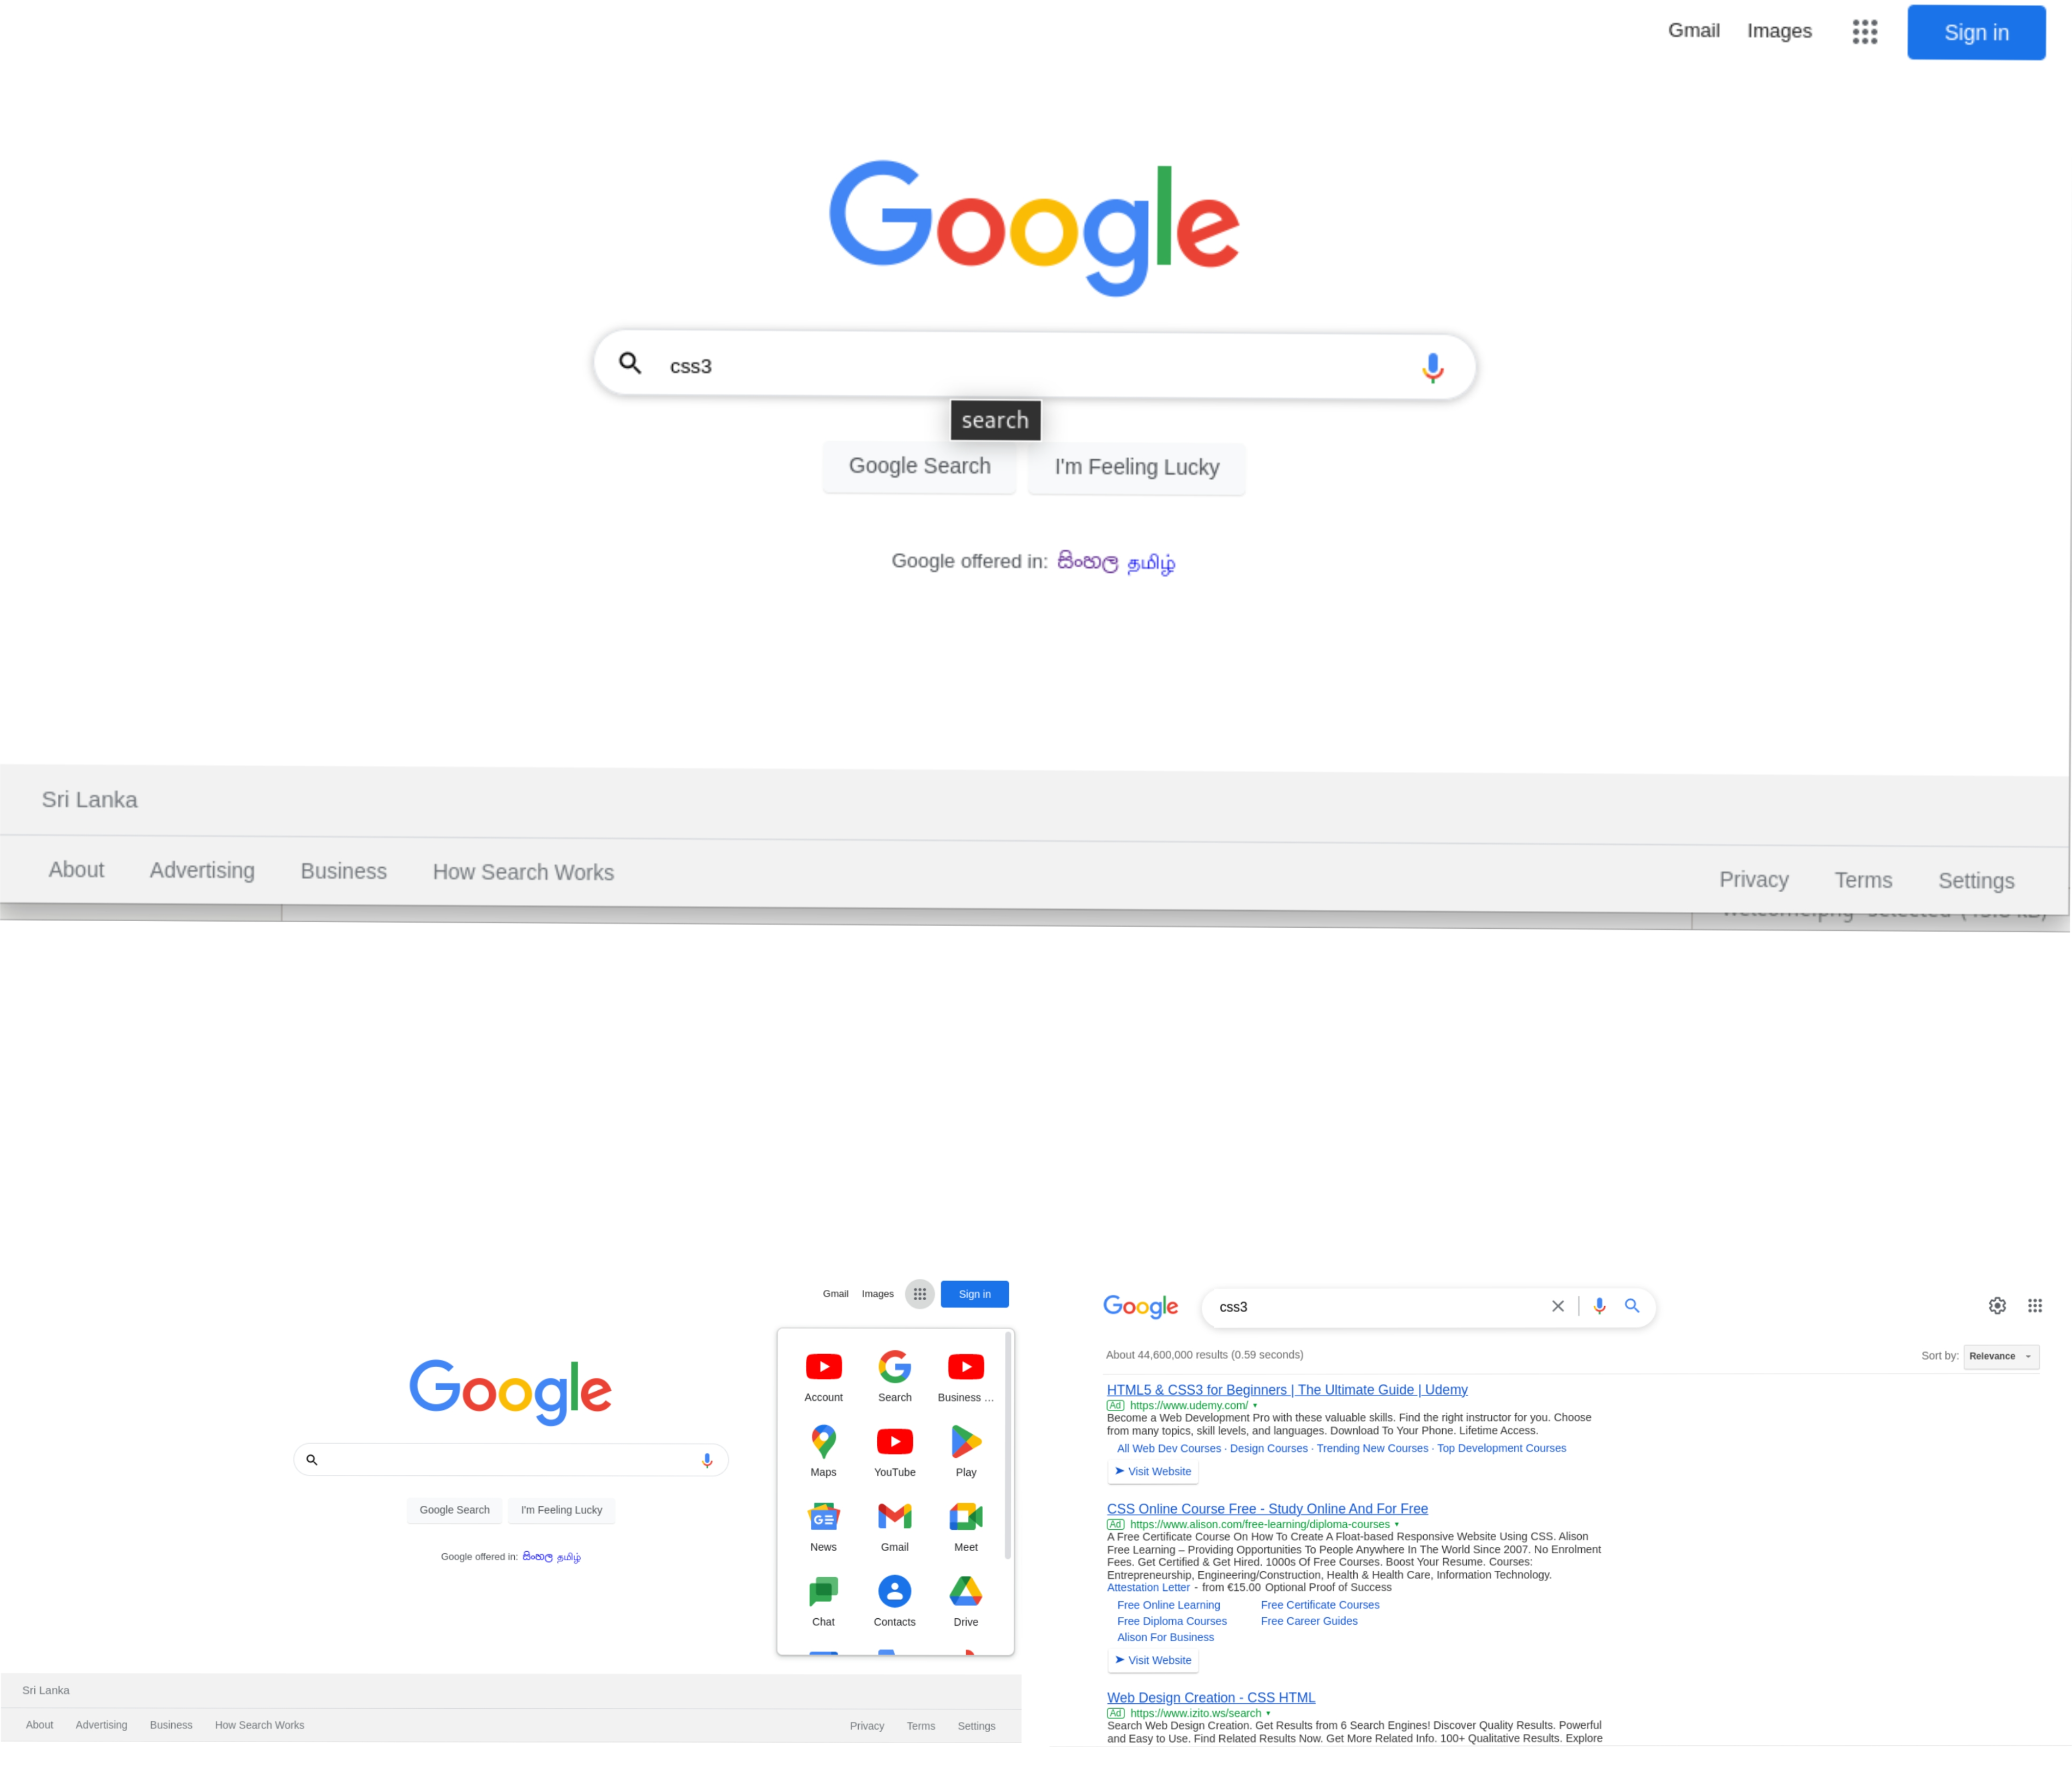 Gmail Images Sign in
Google
css3
search
Google Search I'm Feeling Lucky
Google offered in: සිංහල தமிழ்
Sri Lanka
About Advertising Business How Search Works Privacy Terms Settings
Gmail Images Sign in
Google
Google Search I'm Feeling Lucky
Google offered in: සිංහල தமிழ்
Account Search Business ...
Maps YouTube Play
News Gmail Meet
Chat Contacts Drive
Sri Lanka
About Advertising Business How Search Works Privacy Terms Settings
Google css3
About 44,600,000 results (0.59 seconds) Sort by: Relevance
HTML5 & CSS3 for Beginners | The Ultimate Guide | Udemy
Ad https://www.udemy.com/
Become a Web Development Pro with these valuable skills. Find the right instructor for you. Choose
from many topics, skill levels, and languages. Download To Your Phone. Lifetime Access.
All Web Dev Courses · Design Courses · Trending New Courses · Top Development Courses
Visit Website
CSS Online Course Free - Study Online And For Free
Ad https://www.alison.com/free-learning/diploma-courses
A Free Certificate Course On How To Create A Float-based Responsive Website Using CSS. Alison
Free Learning – Providing Opportunities To People Anywhere In The World Since 2007. No Enrolment
Fees. Get Certified & Get Hired. 1000s Of Free Courses. Boost Your Resume. Courses:
Entrepreneurship, Engineering/Construction, Health & Health Care, Information Technology.
Attestation Letter - from €15.00 Optional Proof of Success
Free Online Learning Free Certificate Courses
Free Diploma Courses Free Career Guides
Alison For Business
Visit Website
Web Design Creation - CSS HTML
Ad https://www.izito.ws/search
Search Web Design Creation. Get Results from 6 Search Engines! Discover Quality Results. Powerful
and Easy to Use. Find Related Results Now. Get More Related Info. 100+ Qualitative Results. Explore